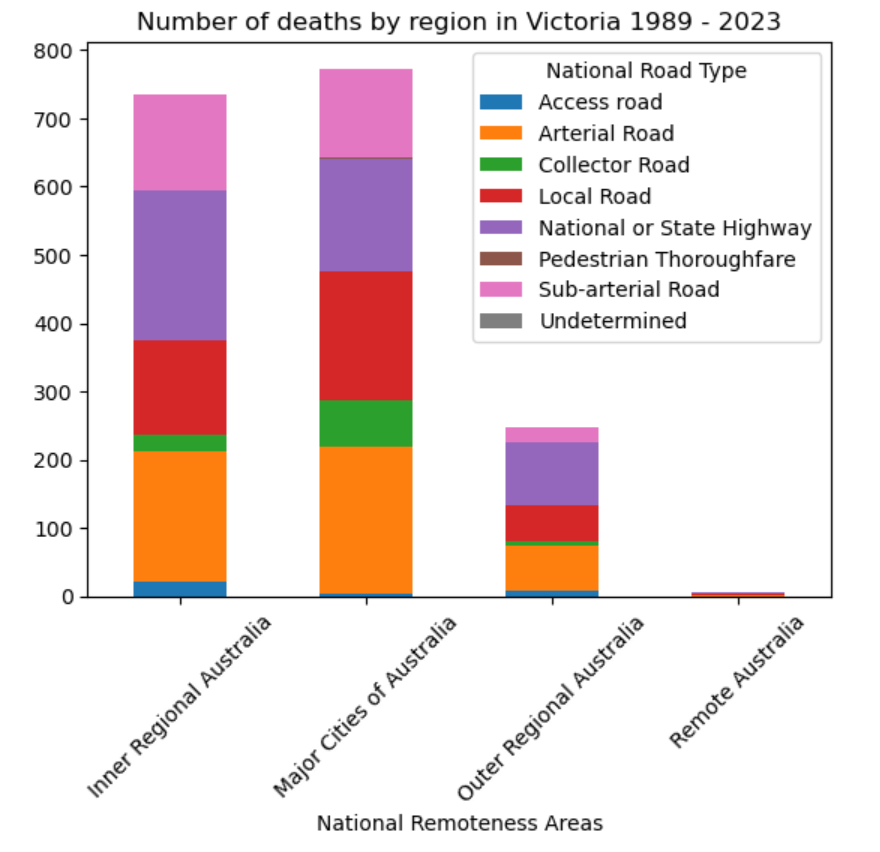 Number of deaths by region in Victoria 1989 - 2023
800
700
600
500
400
300
200
100
0
National Road Type
Access road
Arterial Road
Collector Road
Local Road
National or State Highway
Pedestrian Thoroughfare
Sub-arterial Road
Undetermined
Inner Regional Australia
Major Cities of Australia
Outer Regional Australia
Remote Australia
National Remoteness Areas